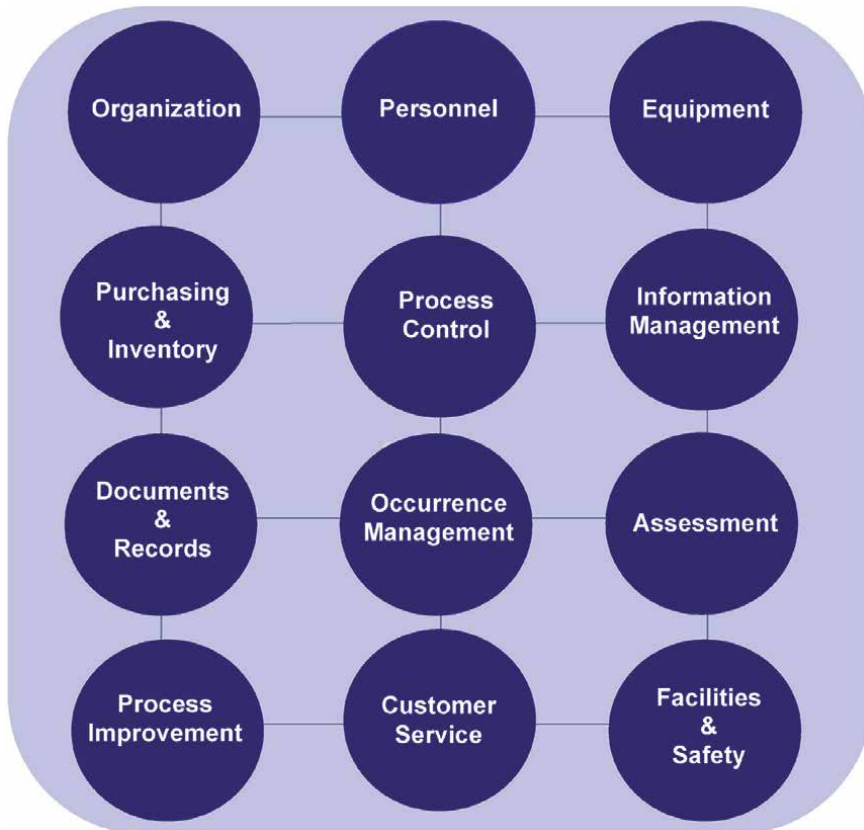 Organization
Personnel
Equipment
Purchasing
&
Inventory
Process
Control
Information
Management
Documents
&
Records
Occurrence
Management
Assessment
Process
Improvement
Customer
Service
Facilities
&
Safety